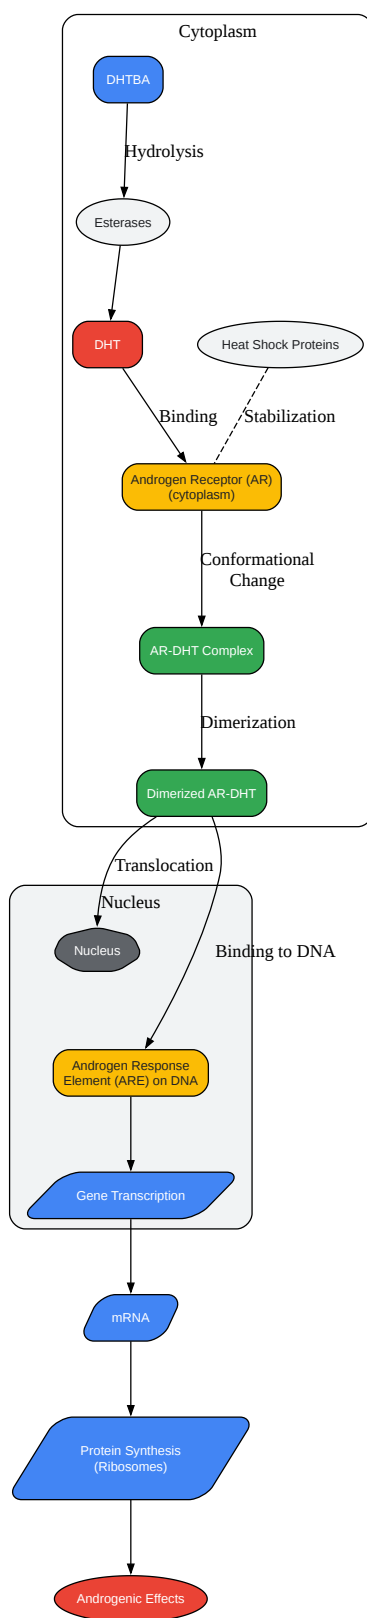 Cytoplasm
DHTBA
Hydrolysis
Esterases
DHT
Heat Shock Proteins
Binding
Stabilization
Androgen Receptor (AR)
(cytoplasm)
Conformational
Change
AR-DHT Complex
Dimerization
Dimerized AR-DHT
Translocation
Nucleus
Nucleus
Binding to DNA
Androgen Response
Element (ARE) on DNA
Gene Transcription
mRNA
Protein Synthesis
(Ribosomes)
Androgenic Effects